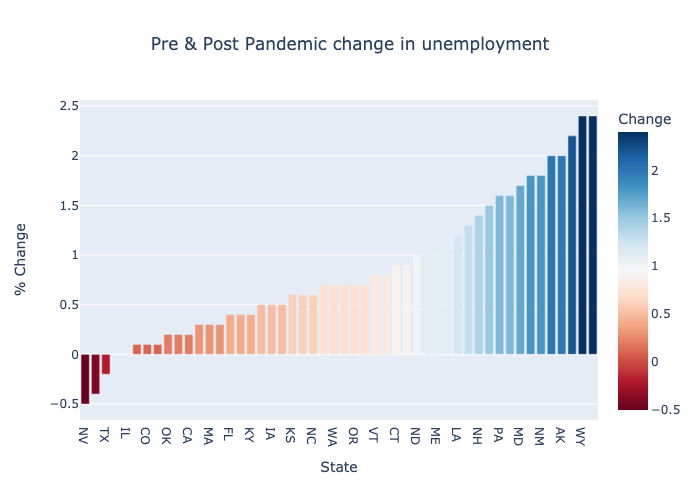 Pre & Post Pandemic change in unemployment
Change
2.5
2
1.5
1
0.5
0
−0.5
% Change
2
1.5
1
0.5
0
−0.5
NV
TX
IL
CO
OK
CA
MA
FL
KY
IA
KS
NC
WA
OR
VT
CT
ND
ME
LA
NH
PA
MD
NM
AK
WY
State